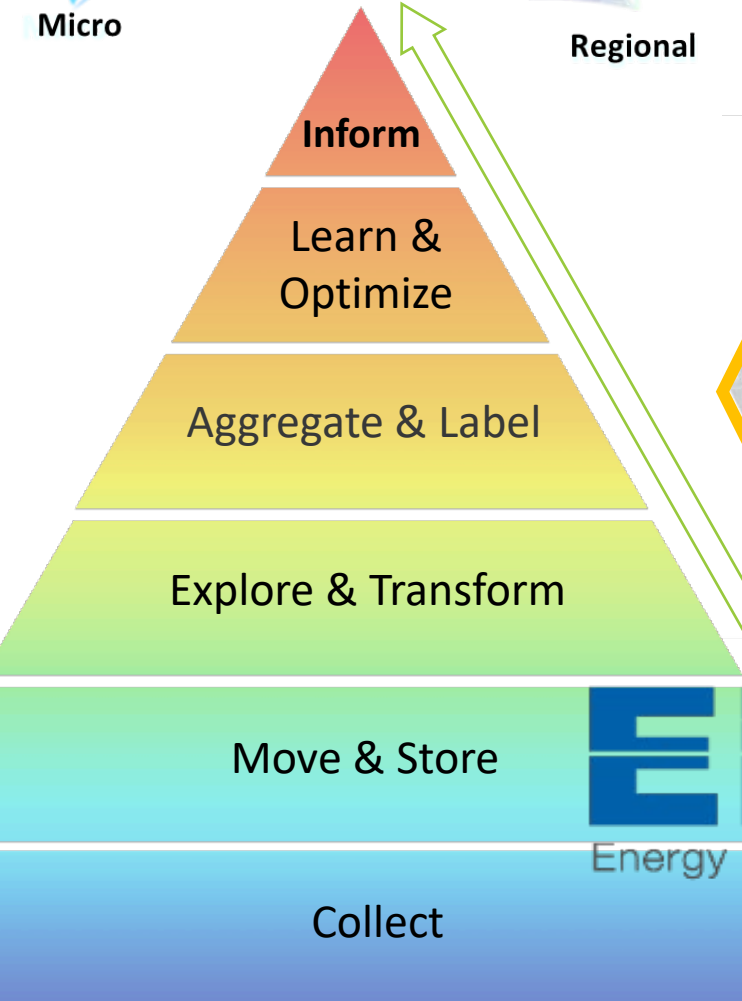 Micro
Regional
Inform
Learn &
Optimize
Aggregate & Label
Explore & Transform
Move & Store
E
Energy
Collect